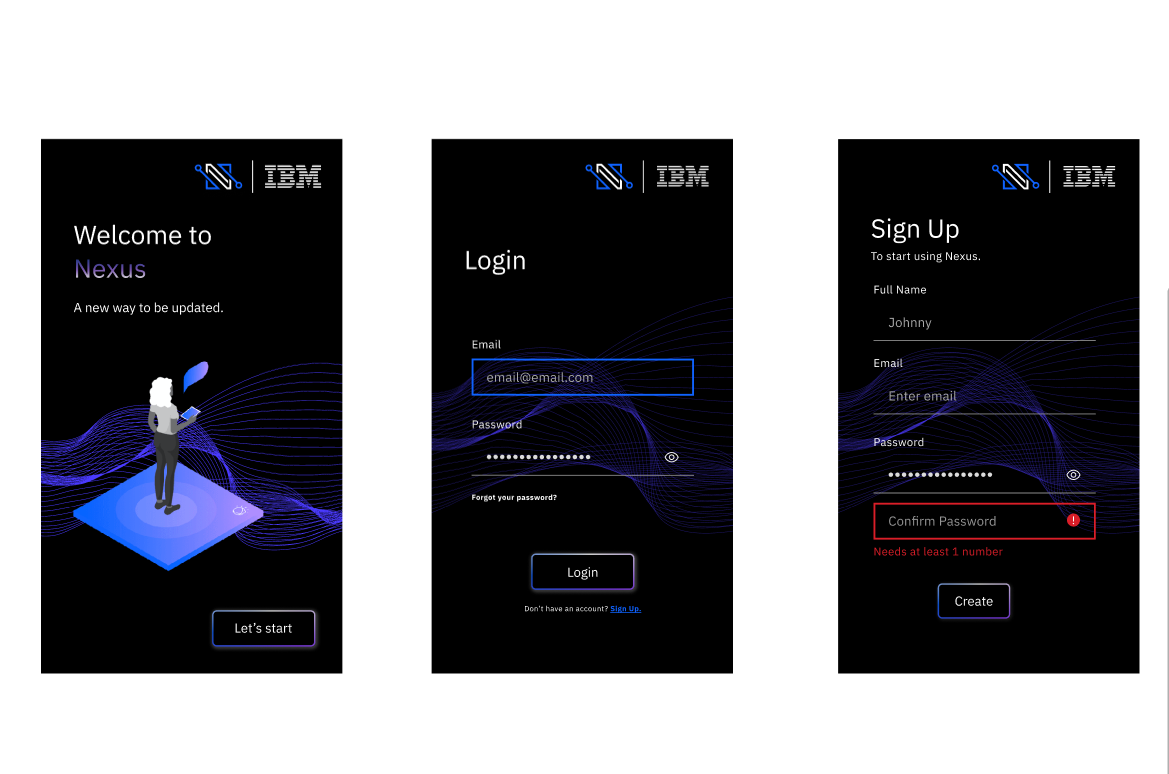 IBM
Welcome to
Nexus
A new way to be updated.
Let's start
IBM
Login
Email
email@email.com
Password
Forgot your password?
Login
Don't have an account? Sign Up.
IBM
Sign Up
To start using Nexus.
Full Name
Johnny
Email
Enter email
Password
Confirm Password
Needs at least 1 number
Create